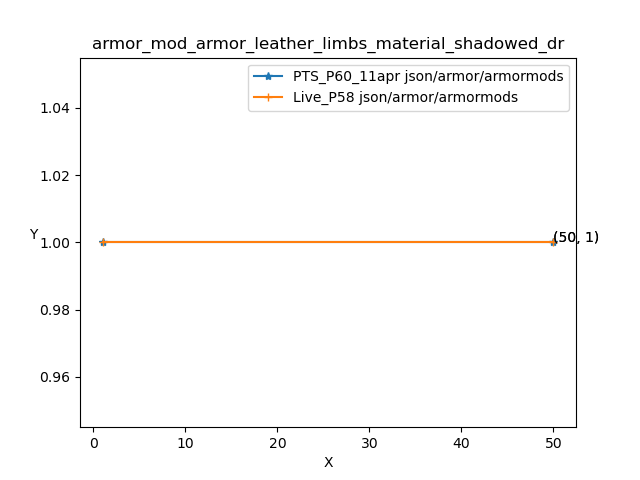 armor_mod_armor_leather_limbs_material_shadowed_dr
PTS_P60_11apr json/armor/armormods
Live_P58 json/armor/armormods
1.04
1.02
1.00
0.98
0.96
Y
(50, 1)
0 10 20 30 40 50
X